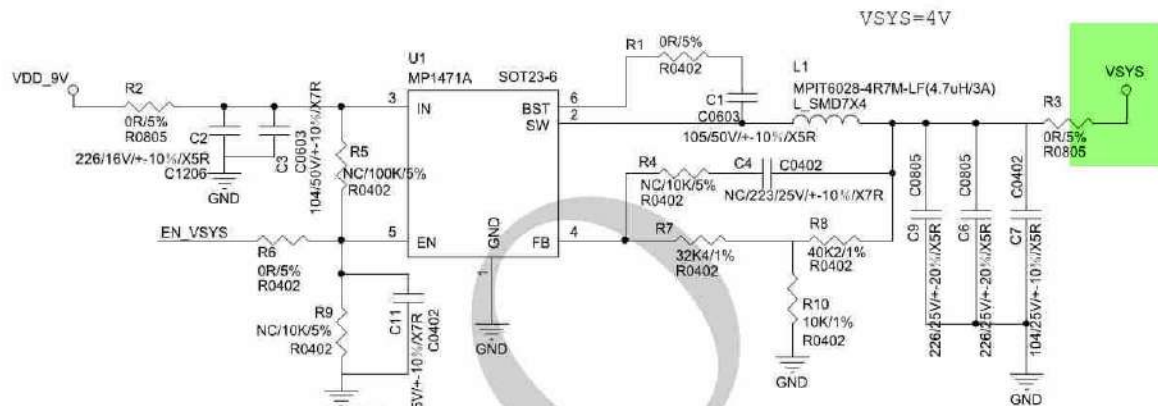 VSYS=4V
VDD_9V
R2
0R/5%
R0805
C2
226/16V/+-10%/X5R
C1206
GND
C3
C0603
104/50V/+-10%/X7R
R5
NC/100K/5%
R0402
U1
MP1471A
SOT23-6
3
IN
BST
6
SW
2
5
EN
GND
1
FB
4
GND
R1
0R/5%
R0402
C1
C0603
105/50V/+-10%/X5R
L1
MPIT6028-4R7M-LF(4.7uH/3A)
L_SMD7X4
R3
0R/5%
R0805
VSYS
R4
NC/10K/5%
R0402
C4
C0402
NC/223/25V/+-10%/X7R
R7
32K4/1%
R0402
R8
40K2/1%
R0402
R10
10K/1%
R0402
GND
C9
C0805
226/25V/+-20%/X5R
C6
C0805
226/25V/+-20%/X5R
C7
C0402
104/25V/+-10%/X5R
GND
EN_VSYS
R6
0R/5%
R0402
R9
NC/10K/5%
R0402
C11
C0402
5V/+-10%/X7R